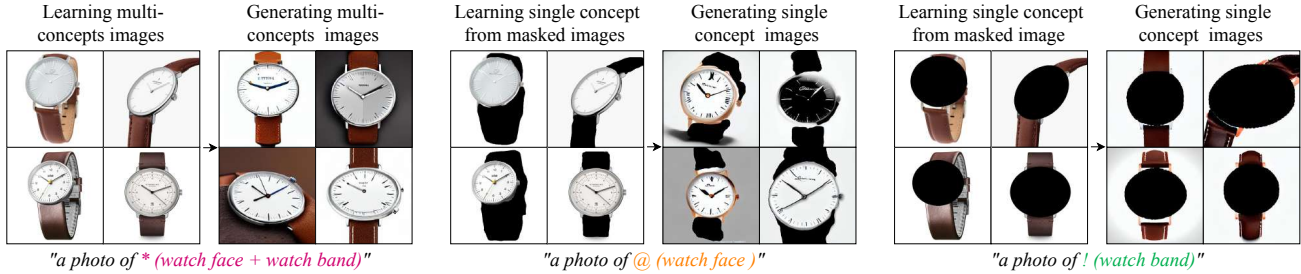 Learning multi-
concepts images
Generating multi-
concepts images
"a photo of * (watch face + watch band)"
Learning single concept
from masked images
Generating single
concept images
"a photo of @ (watch face )"
Learning single concept
from masked image
Generating single
concept images
"a photo of ! (watch band)"